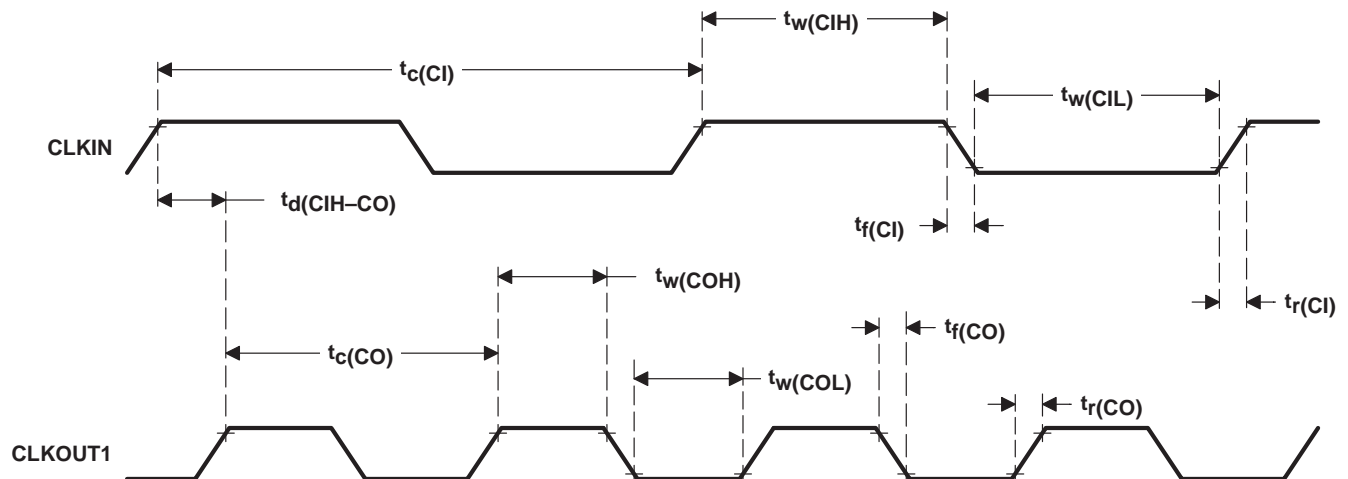 tw(CIH)
tc(CI)
tw(CIL)
CLKIN
td(CIH–CO)
tf(CI)
tw(COH)
tr(CI)
tf(CO)
tc(CO)
tw(COL)
tr(CO)
CLKOUT1